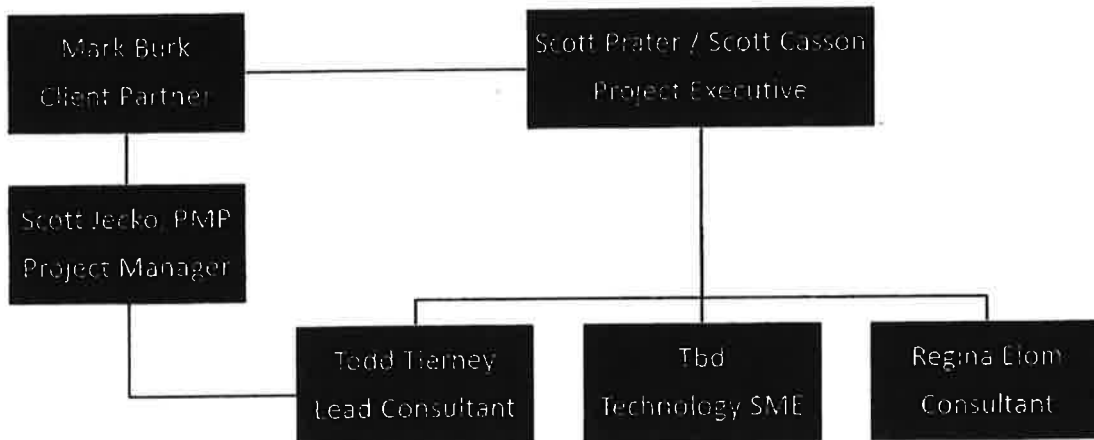 Mark Burk
Client Partner
Scott Prater / Scott Casson
Project Executive
Scott Jecko, PMP
Project Manager
Todd Tierney
Lead Consultant
Tbd
Technology SME
Regina Elom
Consultant